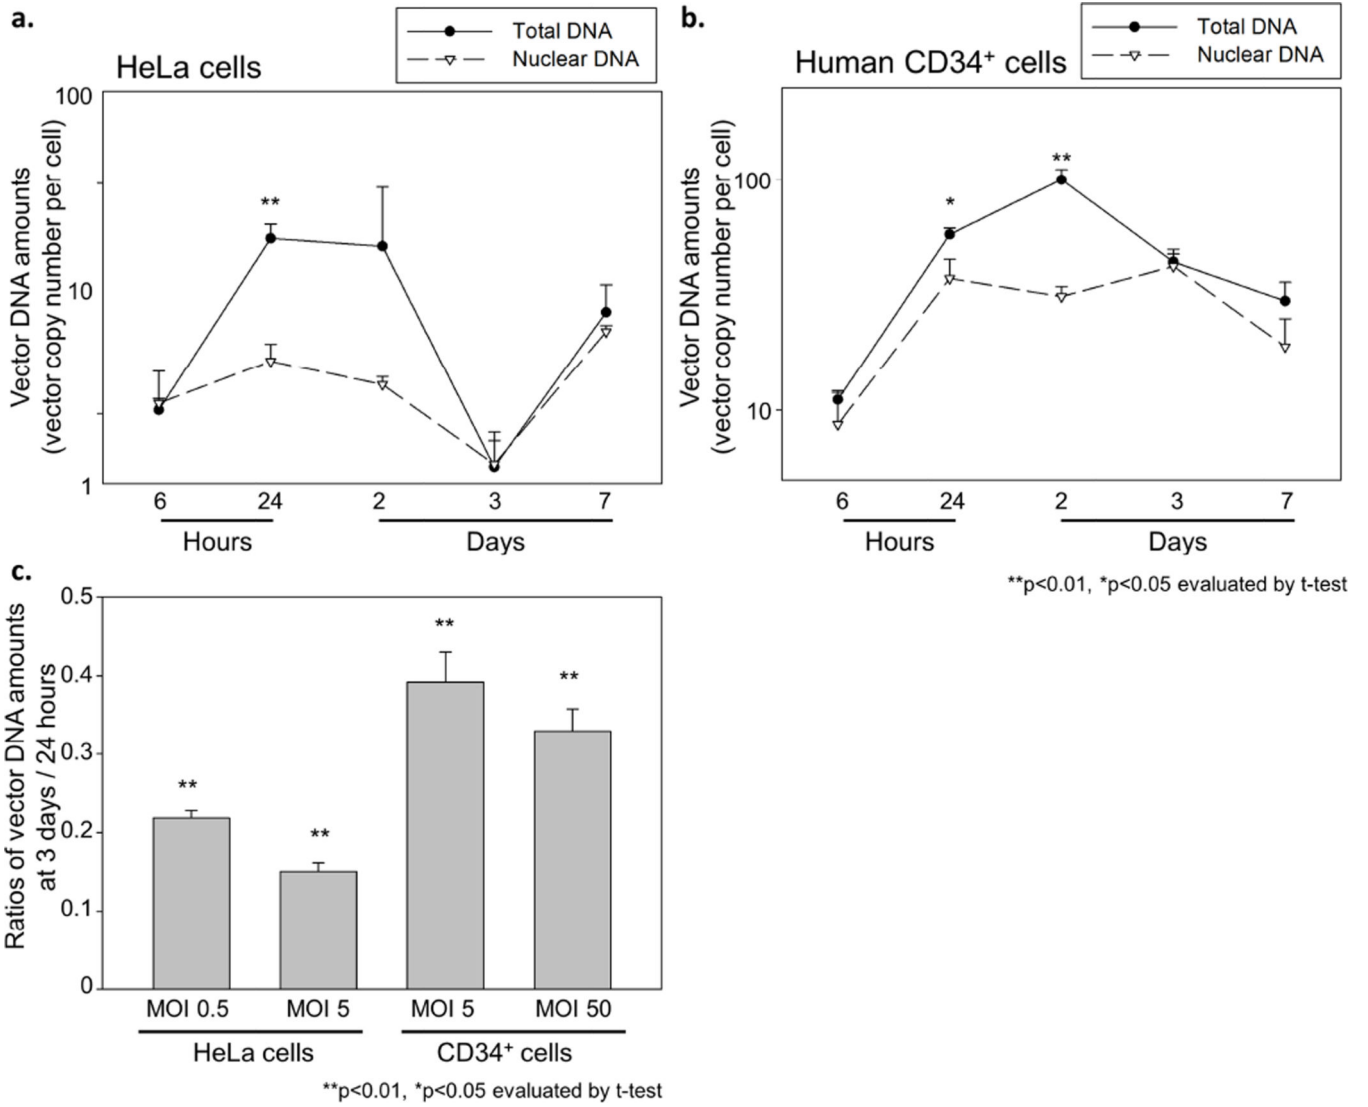 a.
Total DNA
Nuclear DNA
HeLa cells
Vector DNA amounts
(vector copy number per cell)
100
10
1
6
24
2
3
7
Hours
Days
b.
Total DNA
Nuclear DNA
Human CD34+ cells
Vector DNA amounts
(vector copy number per cell)
100
10
**
*
**
6
24
2
3
7
Hours
Days
**p<0.01, *p<0.05 evaluated by t-test
c.
Ratios of vector DNA amounts
at 3 days / 24 hours
0.5
0.4
0.3
0.2
0.1
0
**
**
**
**
MOI 0.5
MOI 5
MOI 5
MOI 50
HeLa cells
CD34+ cells
**p<0.01, *p<0.05 evaluated by t-test